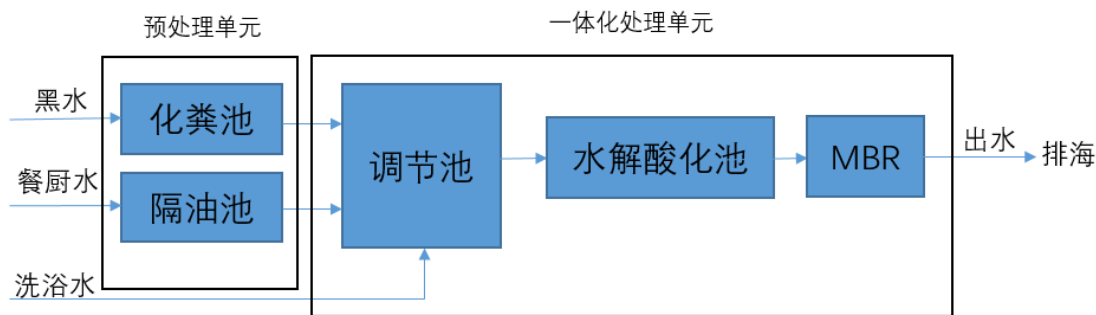 预处理单元
一体化处理单元
黑水
化粪池
调节池
水解酸化池
MBR
出水
排海
餐厨水
隔油池
洗浴水